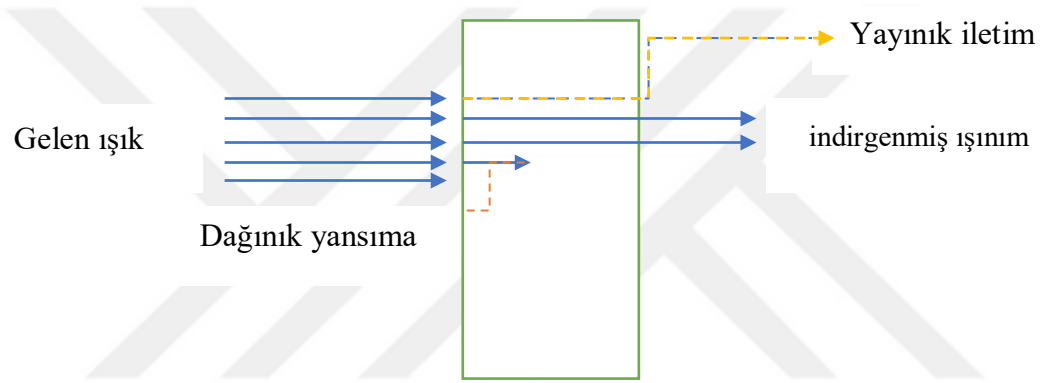 Yayınık iletim
Gelen ışık
indirgenmiş ışınım
Dağınık yansıma